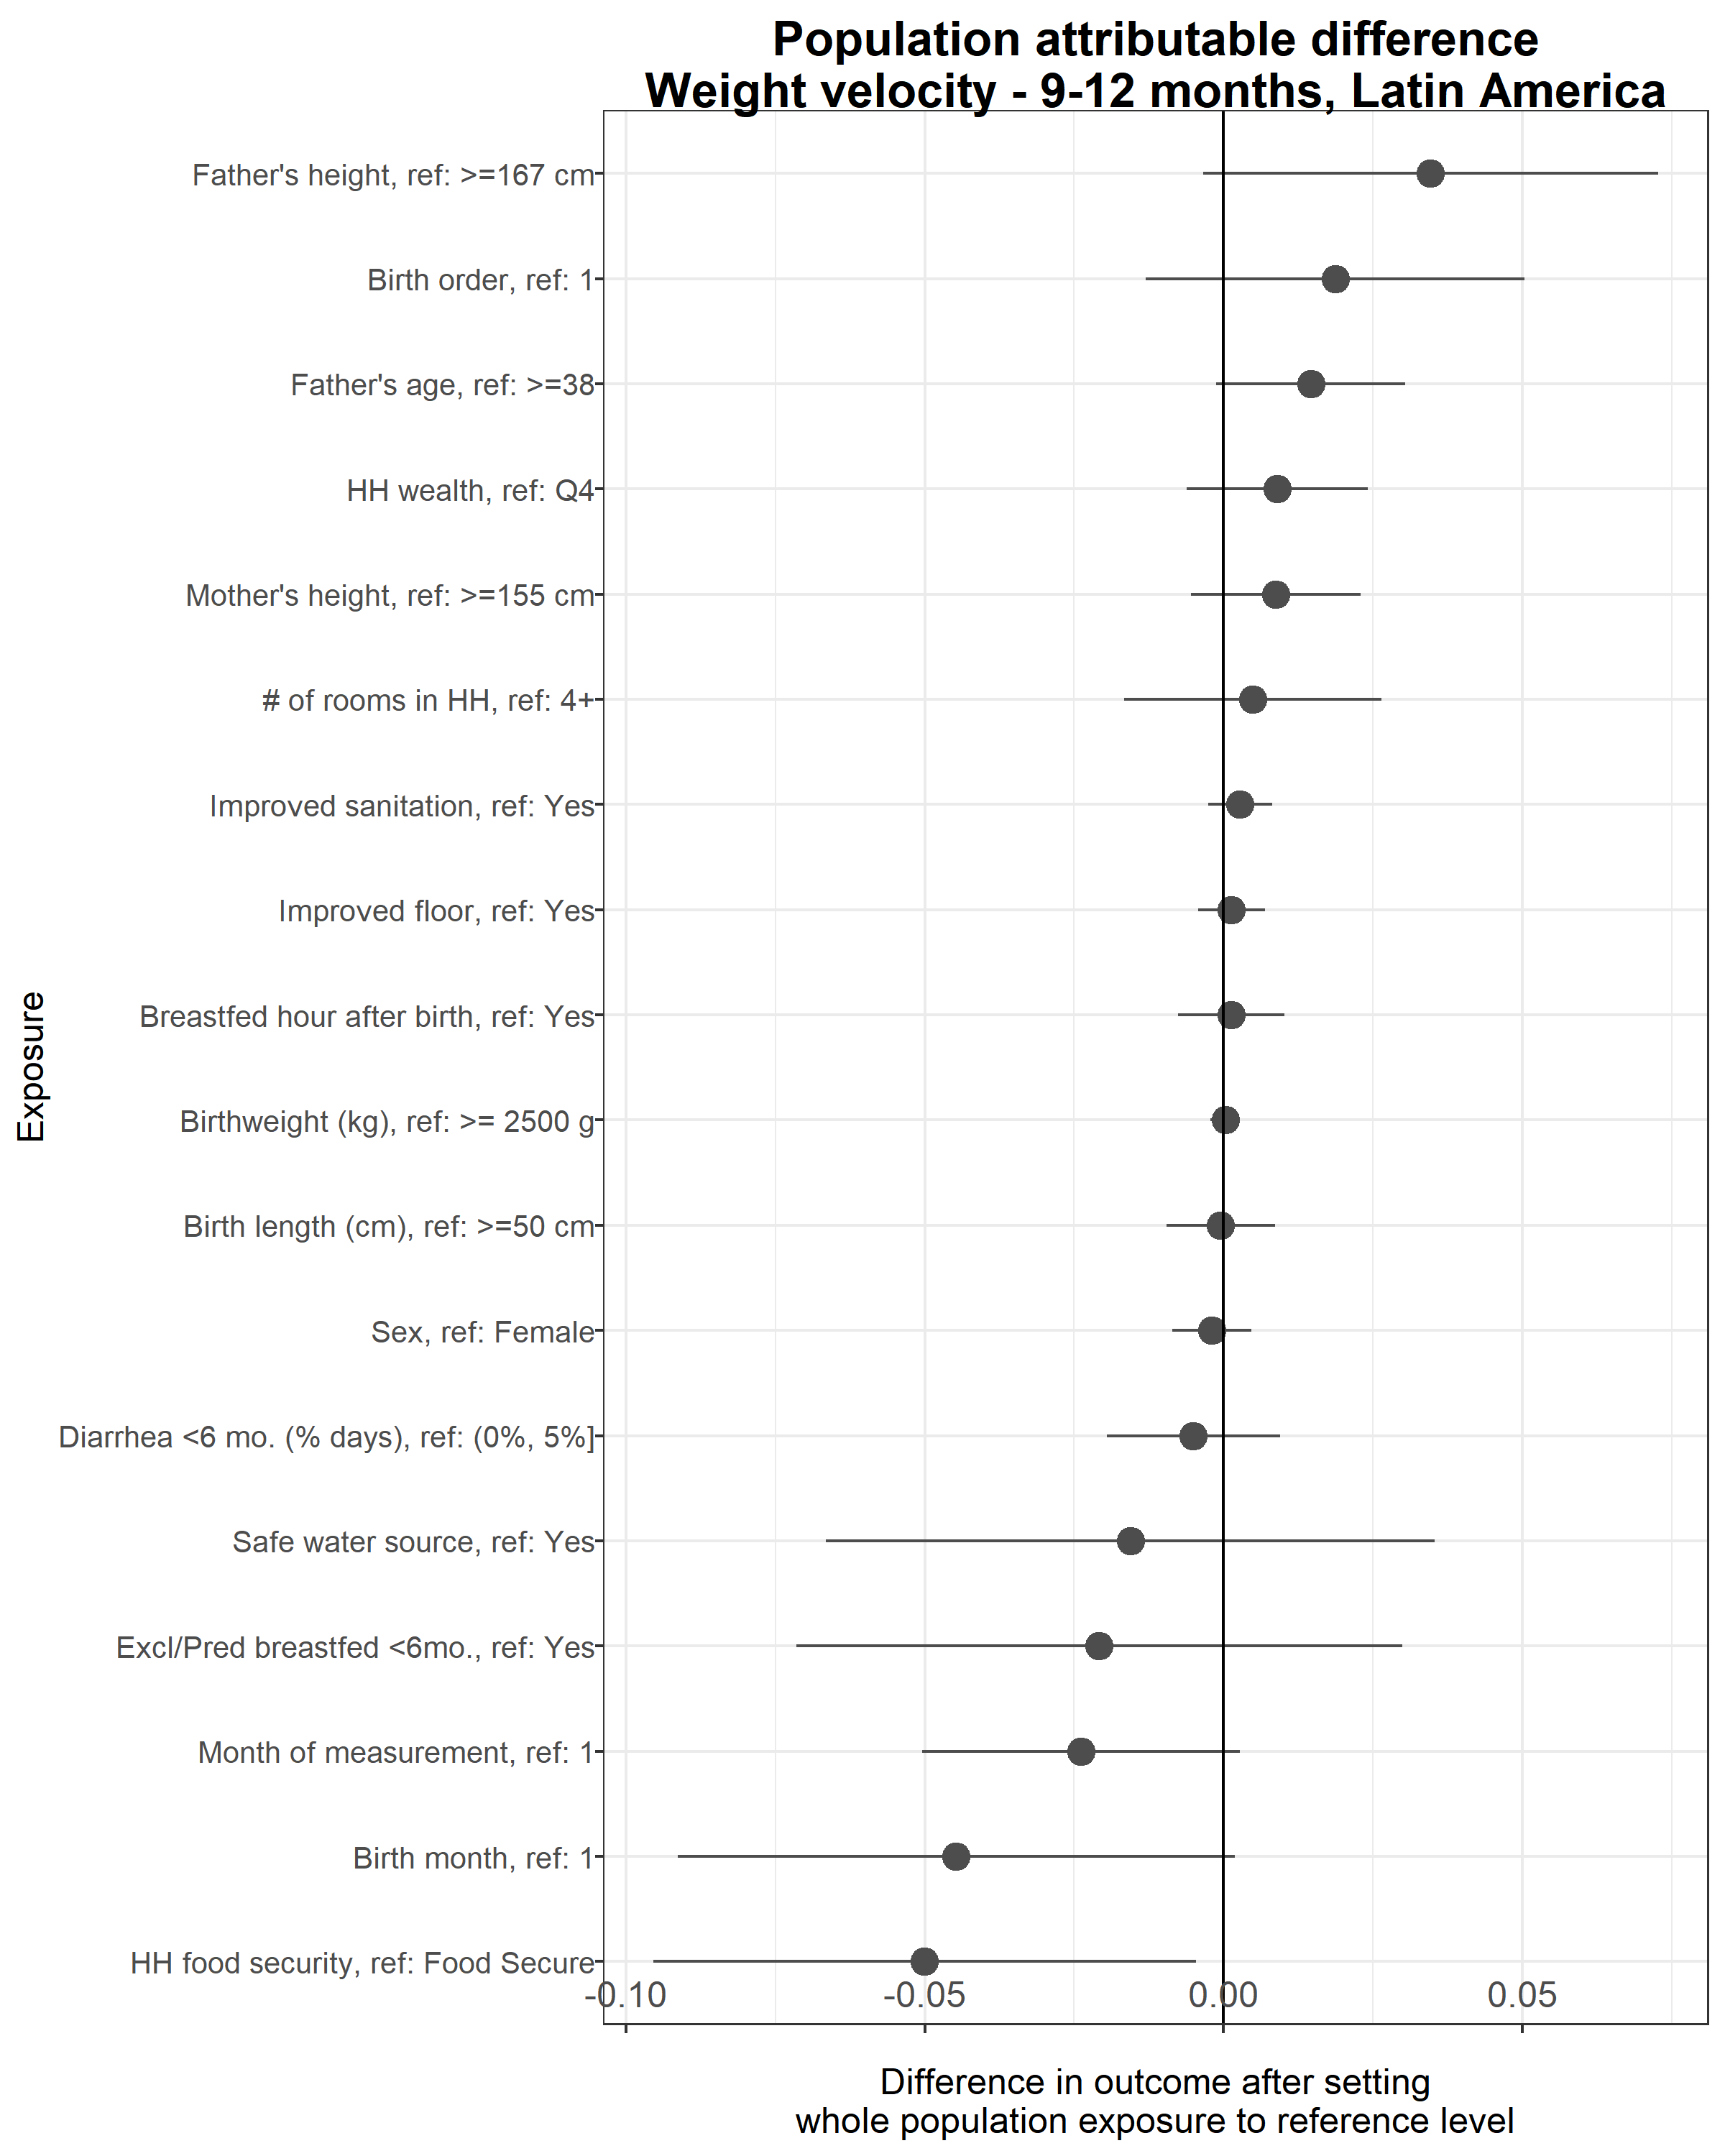 Population attributable difference
Weight velocity - 9-12 months, Latin America
Father's height, ref: >=167 cm
Birth order, ref: 1
Father's age, ref: >=38
HH wealth, ref: Q4
Mother's height, ref: >=155 cm
# of rooms in HH, ref: 4+
Improved sanitation, ref: Yes
Improved floor, ref: Yes
Breastfed hour after birth, ref: Yes
Birthweight (kg), ref: >= 2500 g
Birth length (cm), ref: >=50 cm
Sex, ref: Female
Diarrhea <6 mo. (% days), ref: (0%, 5%]
Safe water source, ref: Yes
Excl/Pred breastfed <6mo., ref: Yes
Month of measurement, ref: 1
Birth month, ref: 1
HH food security, ref: Food Secure
Exposure
-0.10 -0.05 0.00 0.05
Difference in outcome after setting
whole population exposure to reference level